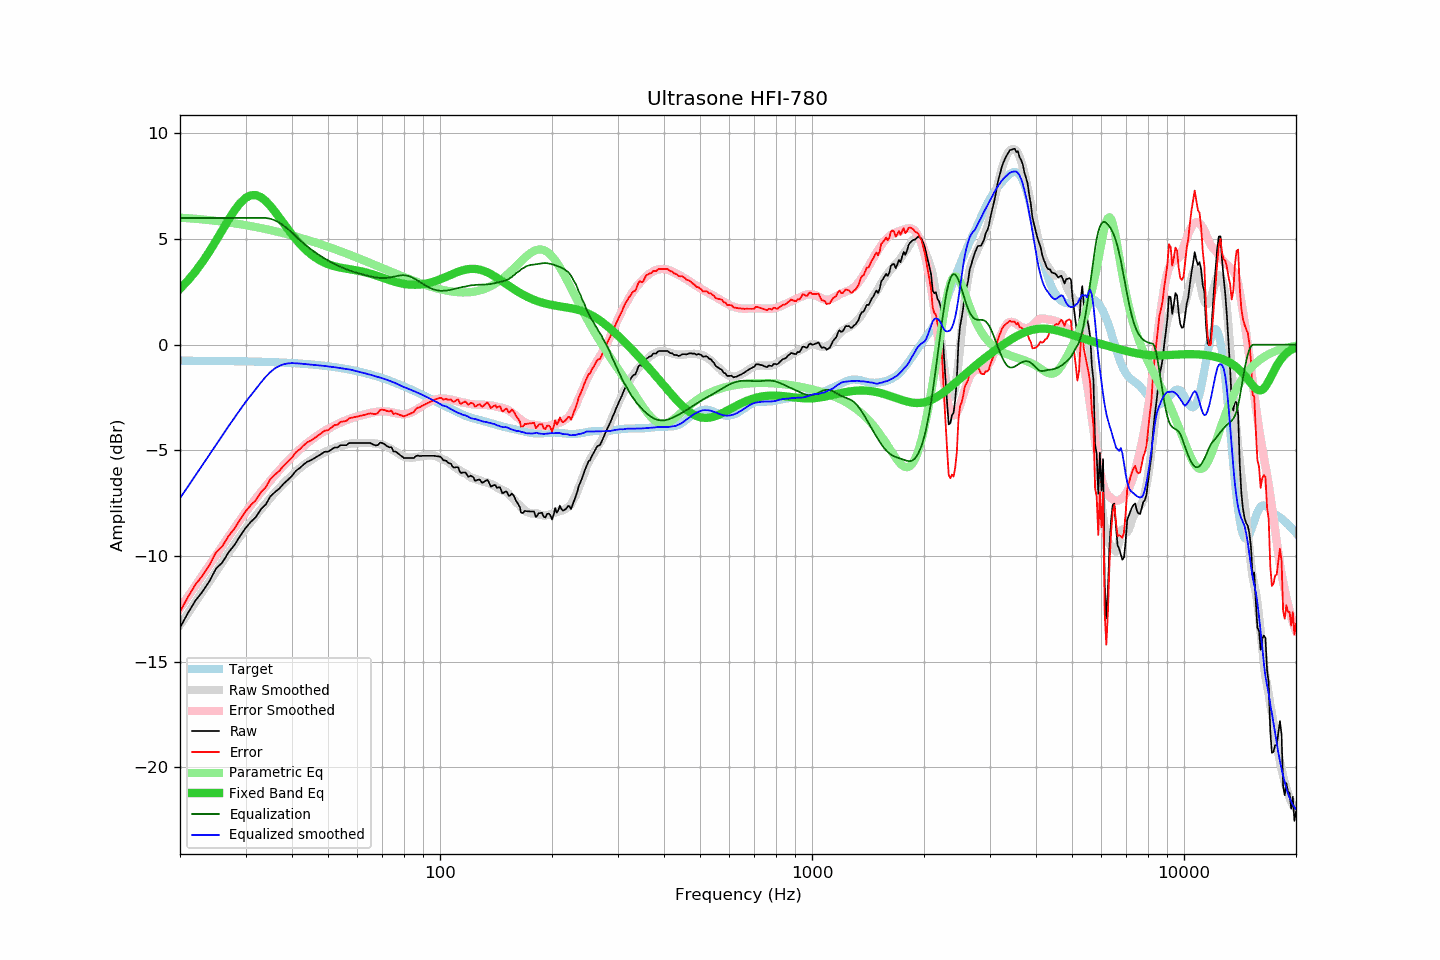 Ultrasone HFI-780
10
5
0
−5
−10
−15
−20
Amplitude (dBr)
Target
Raw Smoothed
Error Smoothed
Raw
Error
Parametric Eq
Fixed Band Eq
Equalization
Equalized smoothed
100
1000
10000
Frequency (Hz)